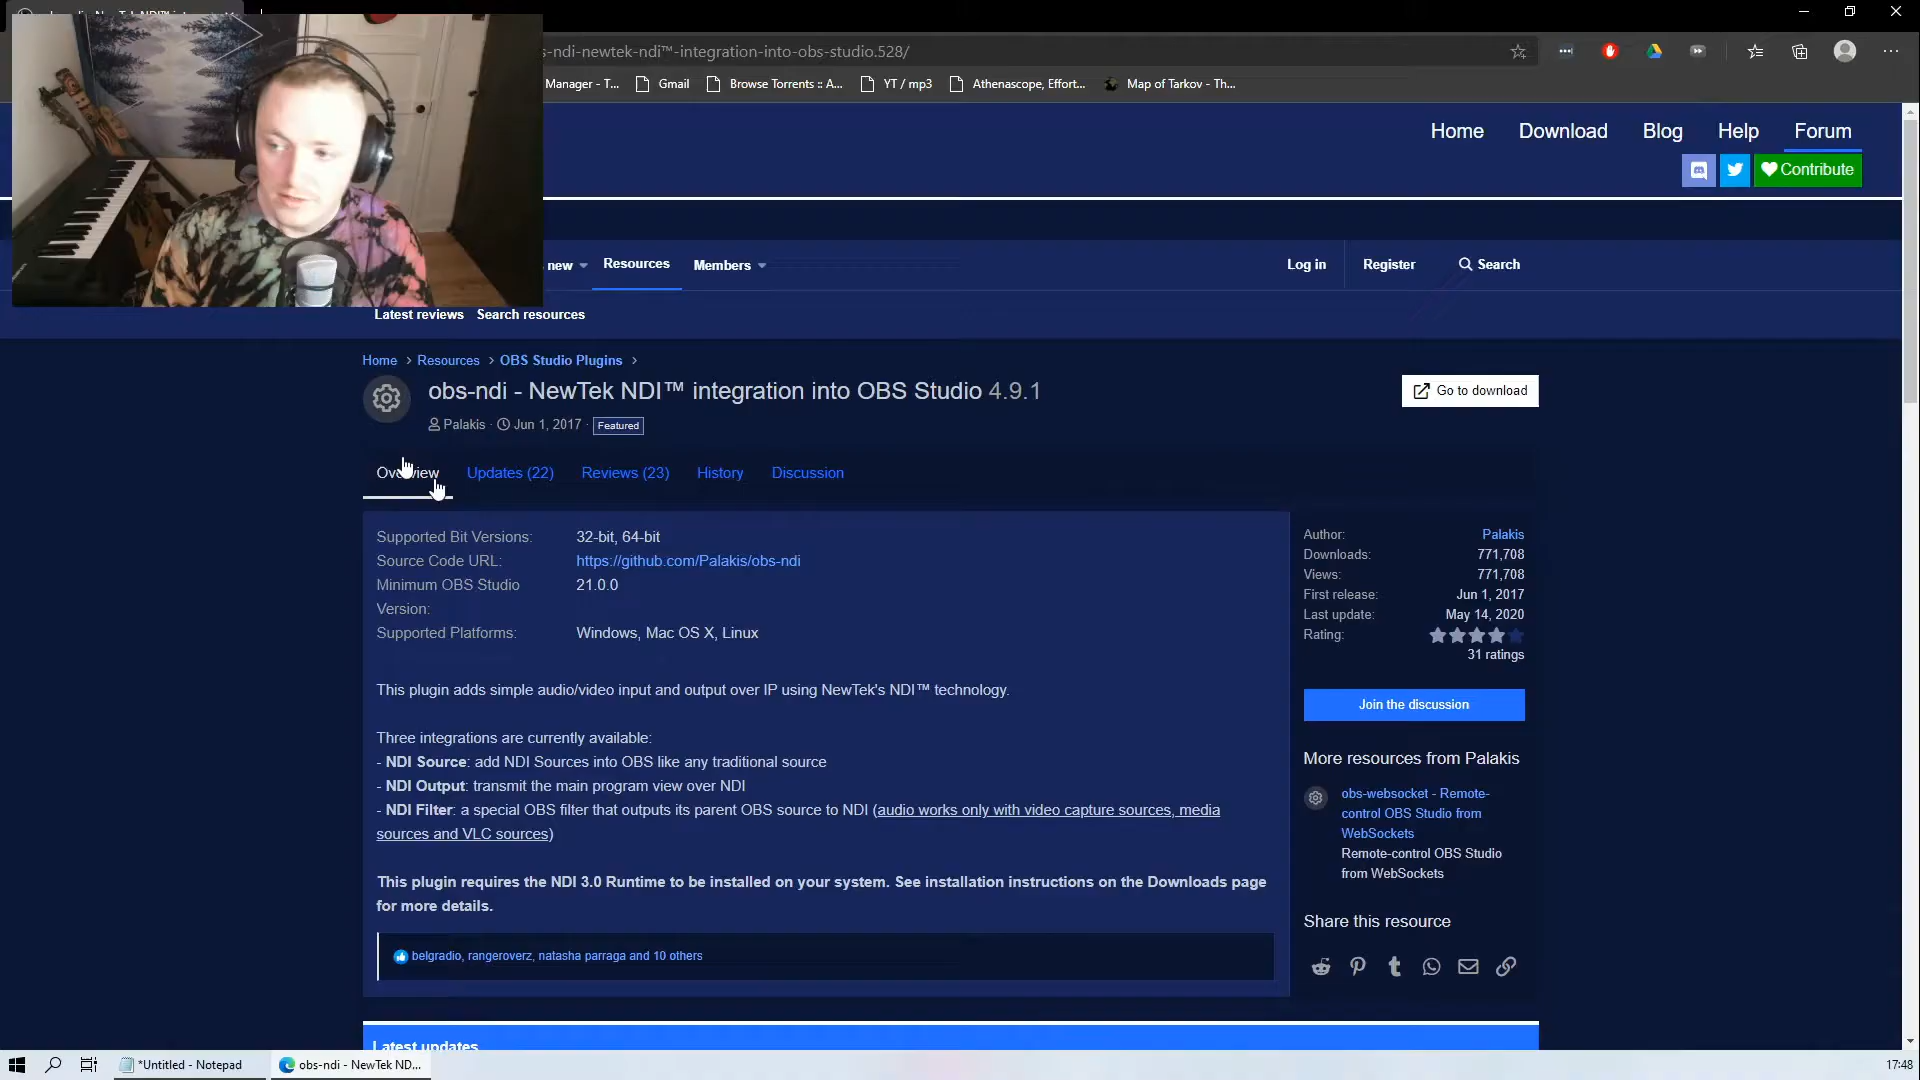 s-ndi-newtek-ndi™-integration-into-obs-studio.528/
Manager - T...
Gmail
Browse Torrents :: A...
YT / mp3
Athenascope, Effort...
Map of Tarkov - Th...
Home
Download
Blog
Help
Forum
Contribute
new
Resources
Members
Log in
Register
Search
Latest reviews
Search resources
Home > Resources > OBS Studio Plugins >
obs-ndi - NewTek NDI™ integration into OBS Studio 4.9.1
Go to download
Palakis · Jun 1, 2017 · Featured
Overview
Updates (22)
Reviews (23)
History
Discussion
Supported Bit Versions: 32-bit, 64-bit
Source Code URL: https://github.com/Palakis/obs-ndi
Minimum OBS Studio 21.0.0
Version:
Supported Platforms: Windows, Mac OS X, Linux
This plugin adds simple audio/video input and output over IP using NewTek's NDI™ technology.
Three integrations are currently available:
- NDI Source: add NDI Sources into OBS like any traditional source
- NDI Output: transmit the main program view over NDI
- NDI Filter: a special OBS filter that outputs its parent OBS source to NDI (audio works only with video capture sources, media
sources and VLC sources)
This plugin requires the NDI 3.0 Runtime to be installed on your system. See installation instructions on the Downloads page
for more details.
belgradio, rangeroverz, natasha parraga and 10 others
Author: Palakis
Downloads: 771,708
Views: 771,708
First release: Jun 1, 2017
Last update: May 14, 2020
Rating:
31 ratings
Join the discussion
More resources from Palakis
obs-websocket - Remote-
control OBS Studio from
WebSockets
Remote-control OBS Studio
from WebSockets
Share this resource
Latest updates
*Untitled - Notepad
obs-ndi - NewTek ND...
17:48